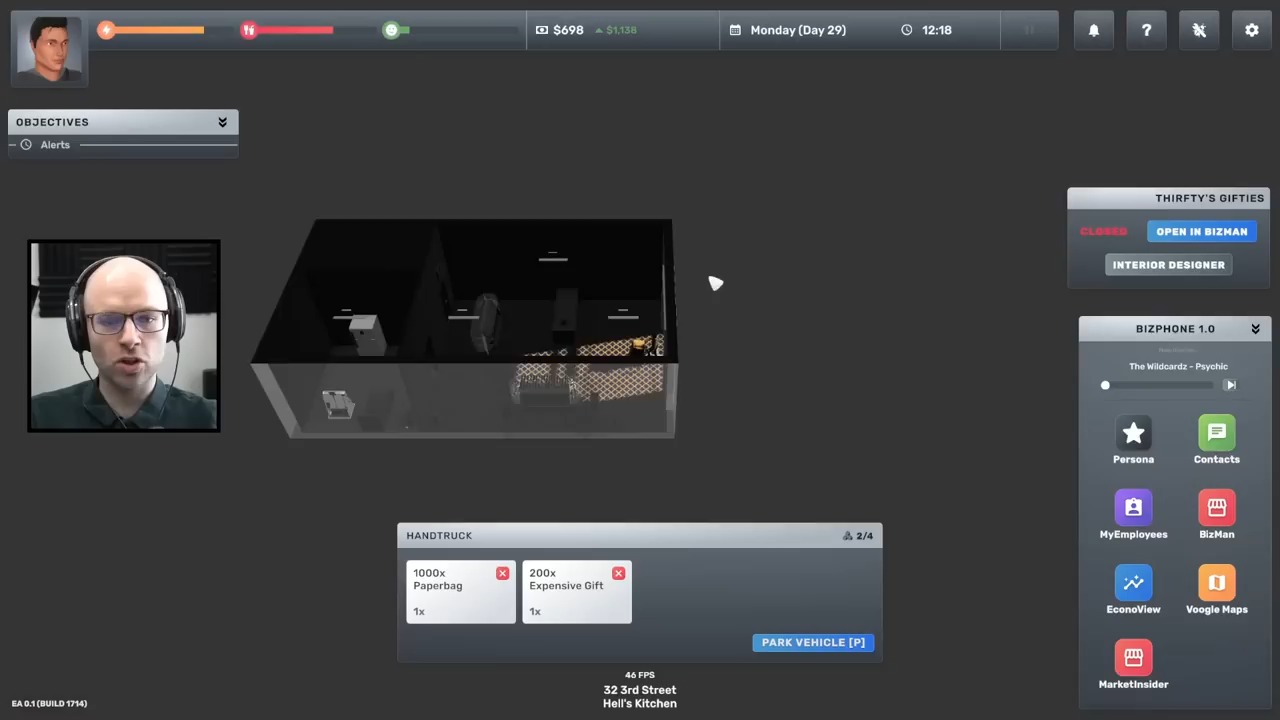 $698
$1,138
Monday (Day 29)
12:18
OBJECTIVES
Alerts
THIRFTY'S GIFTIES
CLOSED
OPEN IN BIZMAN
INTERIOR DESIGNER
BIZPHONE 1.0
The Wildcardz - Psychic
Persona
Contacts
MyEmployees
BizMan
EconoView
Voogle Maps
MarketInsider
HANDTRUCK
2/4
1000x
Paperbag
1x
200x
Expensive Gift
1x
PARK VEHICLE [P]
46 FPS
32 3rd Street
Hell's Kitchen
EA 0.1 (BUILD 1714)